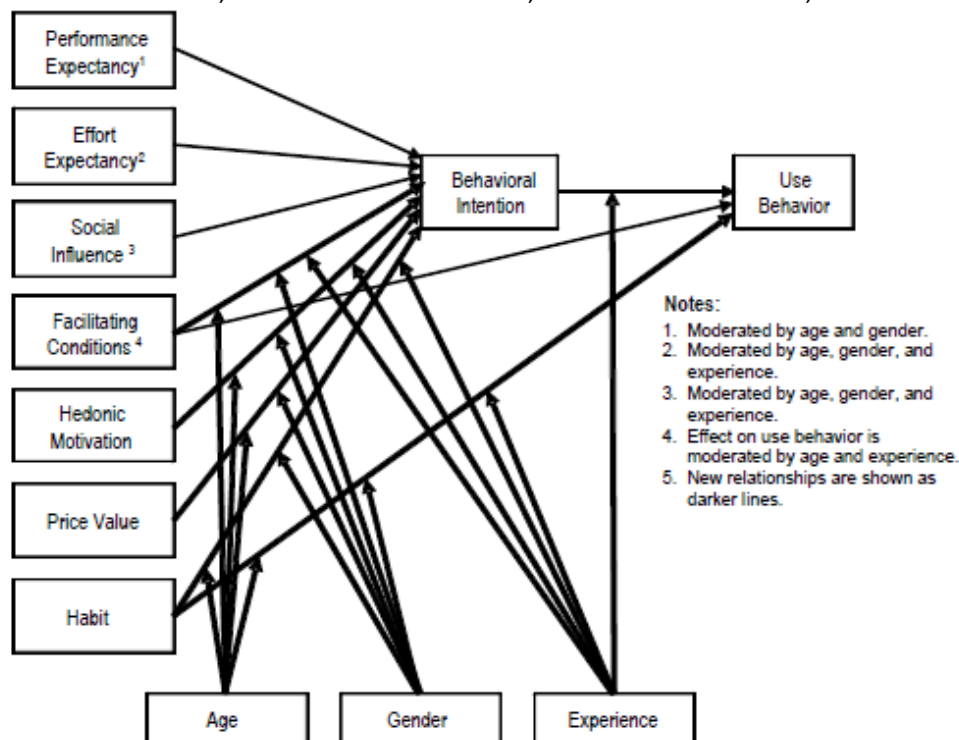 Performance
Expectancy1
Effort
Expectancy2
Social
Influence 3
Facilitating
Conditions 4
Hedonic
Motivation
Price Value
Habit
Behavioral
Intention
Use
Behavior
Notes:
1. Moderated by age and gender.
2. Moderated by age, gender, and
experience.
3. Moderated by age, gender, and
experience.
4. Effect on use behavior is
moderated by age and experience.
5. New relationships are shown as
darker lines.
Age
Gender
Experience